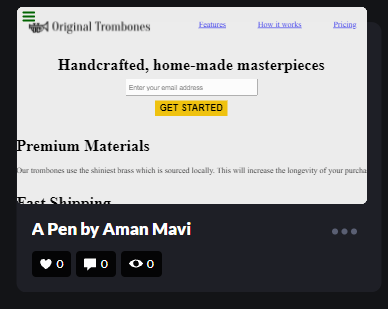 Original Trombones Features How it works Pricing
Handcrafted, home-made masterpieces
Enter your email address
GET STARTED
Premium Materials
Our trombones use the shiniest brass which is sourced locally. This will increase the longevity of your purcha
Fast Shipping
A Pen by Aman Mavi
0 0 0